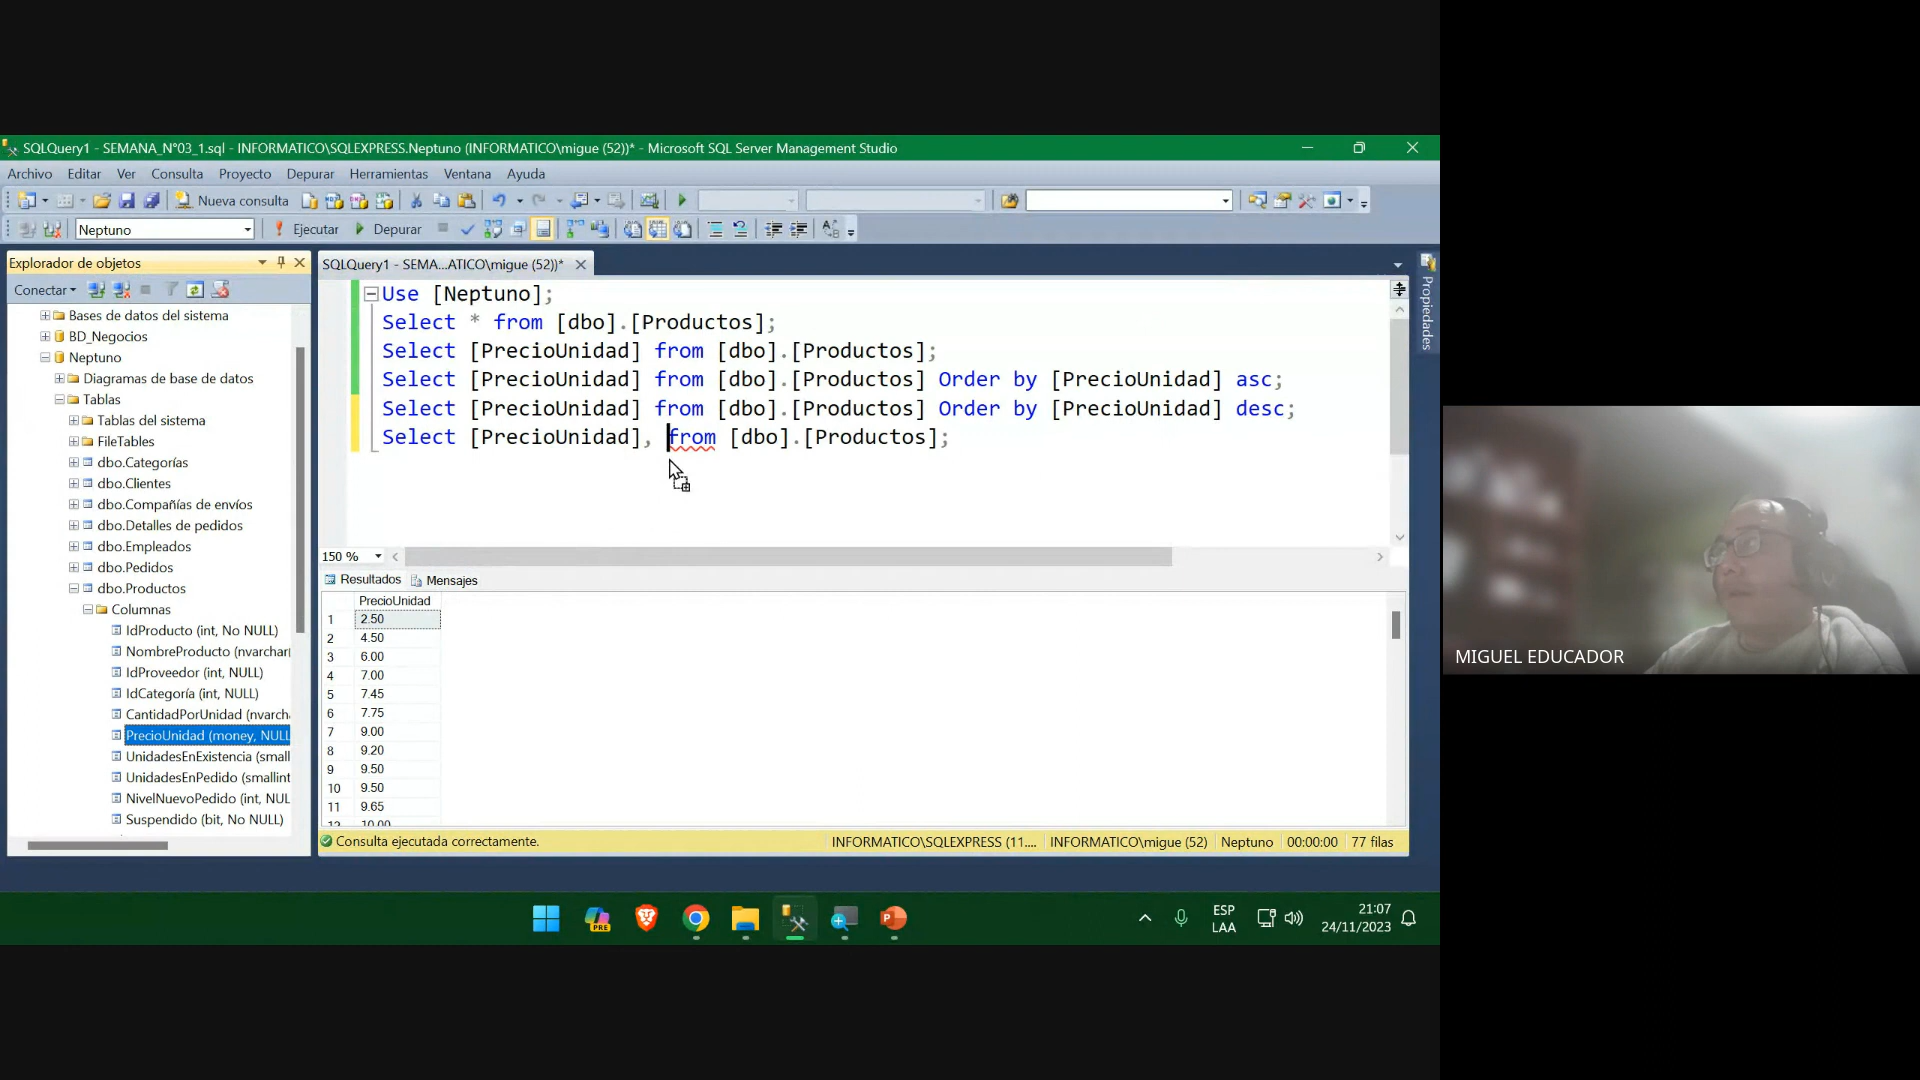 SQLQuery1 - SEMANA_N°03_1.sql - INFORMATICO\SQLEXPRESS.Neptuno (INFORMATICO\migue (52))* - Microsoft SQL Server Management Studio
Archivo Editar Ver Consulta Proyecto Depurar Herramientas Ventana Ayuda
Nueva consulta
Neptuno Ejecutar Depurar
Explorador de objetos
Conectar
Bases de datos del sistema
BD_Negocios
Neptuno
Diagramas de base de datos
Tablas
Tablas del sistema
FileTables
dbo.Categorías
dbo.Clientes
dbo.Compañías de envíos
dbo.Detalles de pedidos
dbo.Empleados
dbo.Pedidos
dbo.Productos
Columnas
IdProducto (int, No NULL)
NombreProducto (nvarchar(
IdProveedor (int, NULL)
IdCategoría (int, NULL)
CantidadPorUnidad (nvarch
PrecioUnidad (money, NULL
UnidadesEnExistencia (small
UnidadesEnPedido (smallint
NivelNuevoPedido (int, NUL
Suspendido (bit, No NULL)
SQLQuery1 - SEMA...ATICO\migue (52))*
Use [Neptuno];
Select * from [dbo].[Productos];
Select [PrecioUnidad] from [dbo].[Productos];
Select [PrecioUnidad] from [dbo].[Productos] Order by [PrecioUnidad] asc;
Select [PrecioUnidad] from [dbo].[Productos] Order by [PrecioUnidad] desc;
Select [PrecioUnidad], from [dbo].[Productos];
150 %
Resultados Mensajes
PrecioUnidad
1 2.50
2 4.50
3 6.00
4 7.00
5 7.45
6 7.75
7 9.00
8 9.20
9 9.50
10 9.50
11 9.65
12 10.00
Consulta ejecutada correctamente. INFORMATICO\SQLEXPRESS (11.... INFORMATICO\migue (52) Neptuno 00:00:00 77 filas
Propiedades
PRE
ESP
LAA
21:07
24/11/2023
MIGUEL EDUCADOR